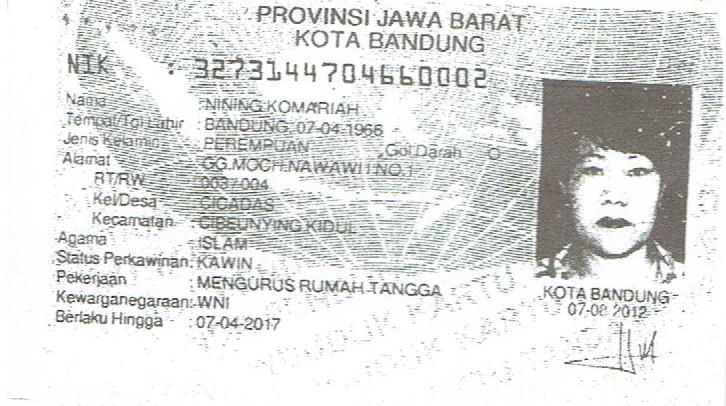 PROVINSI JAWA BARAT
KOTA BANDUNG
NIK : 3273144704660002
Nama : NINING KOMARIAH
Tempat/Tgl Lahir : BANDUNG, 07-04-1966
Jenis Kelamin : PEREMPUAN Gol.Darah O
Alamat : GG.MOCH.NAWAWI I NO.1
RT/RW : 003/004
Kel/Desa : CICADAS
Kecamatan : CIBEUNYING KIDUL
Agama : ISLAM
Status Perkawinan: KAWIN
Pekerjaan : MENGURUS RUMAH TANGGA
Kewarganegaraan: WNI
Berlaku Hingga : 07-04-2017
KOTA BANDUNG
07-08-2012